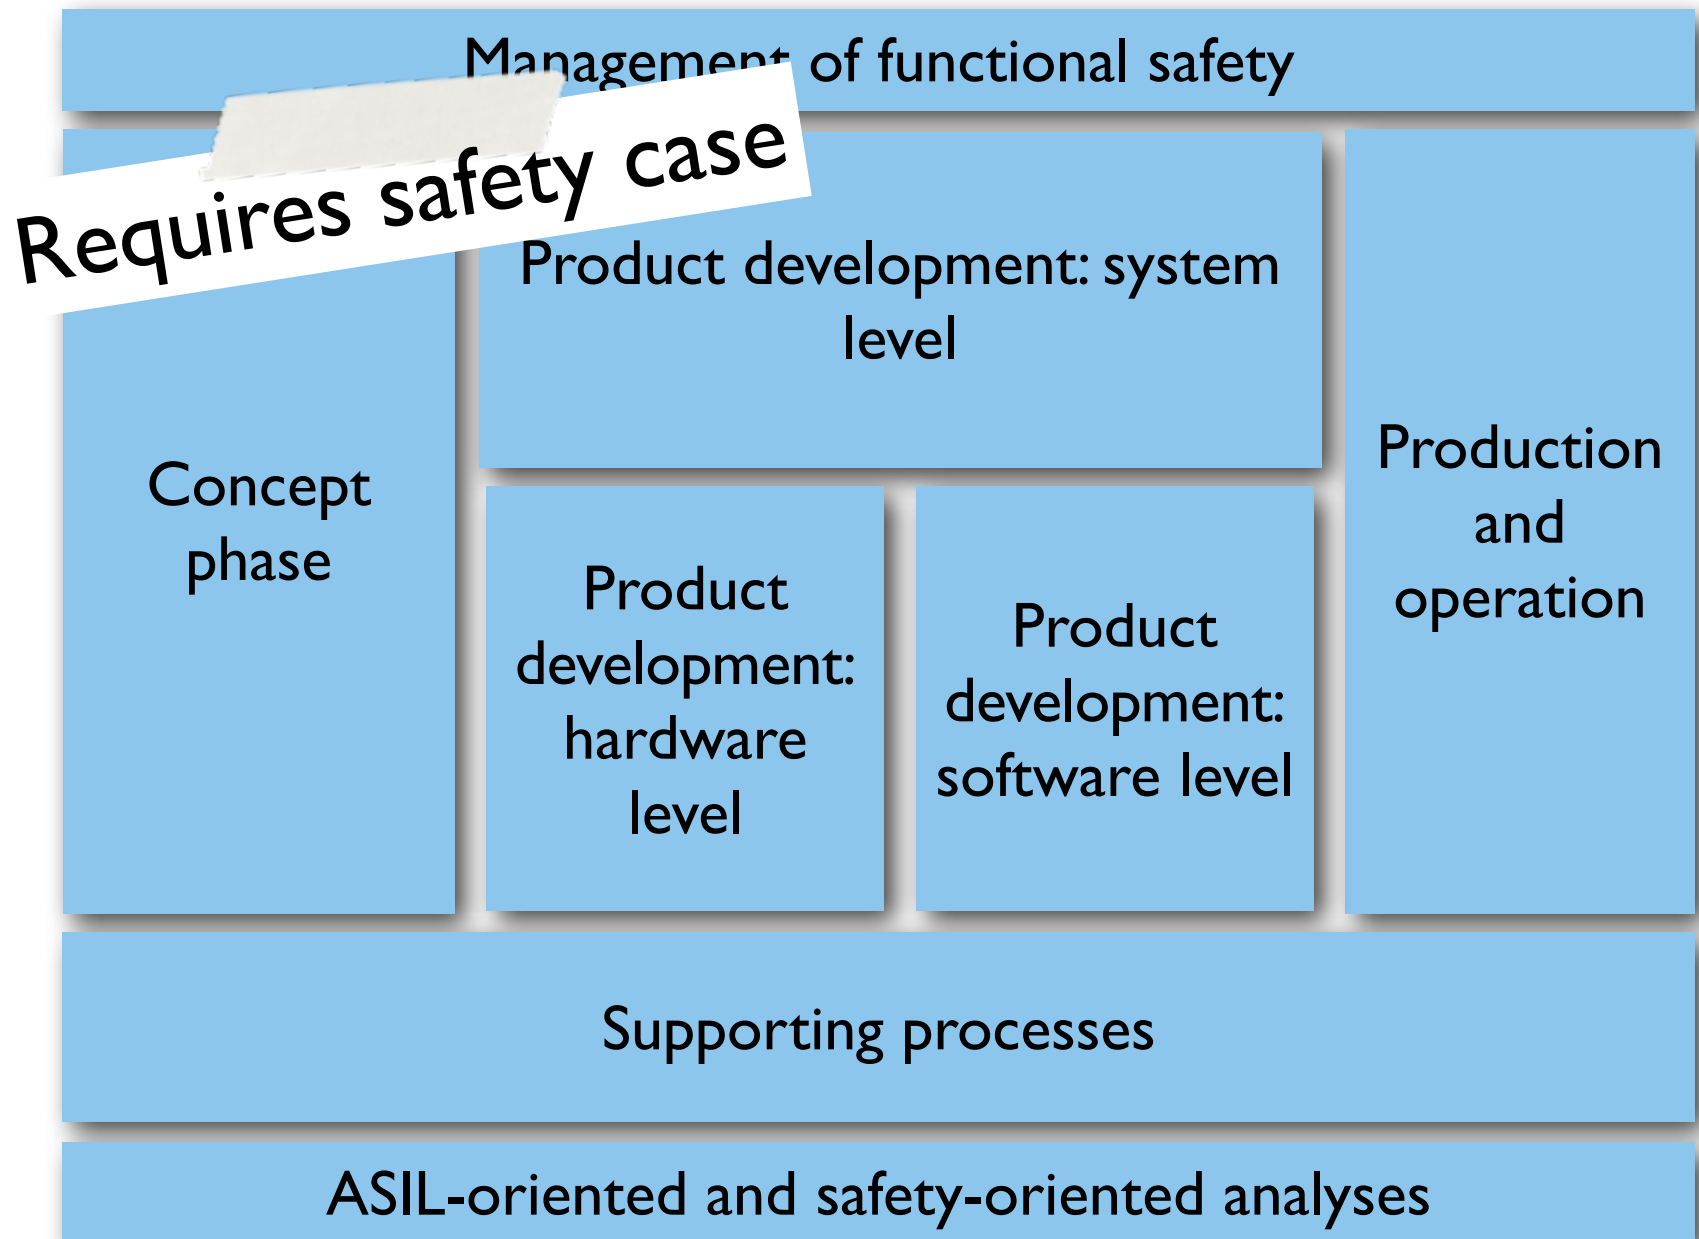 Management of functional safety
Requires safety case
Product development: system
level
Concept
phase
Product
development:
hardware
level
Product
development:
software level
Production
and
operation
Supporting processes
ASIL-oriented and safety-oriented analyses